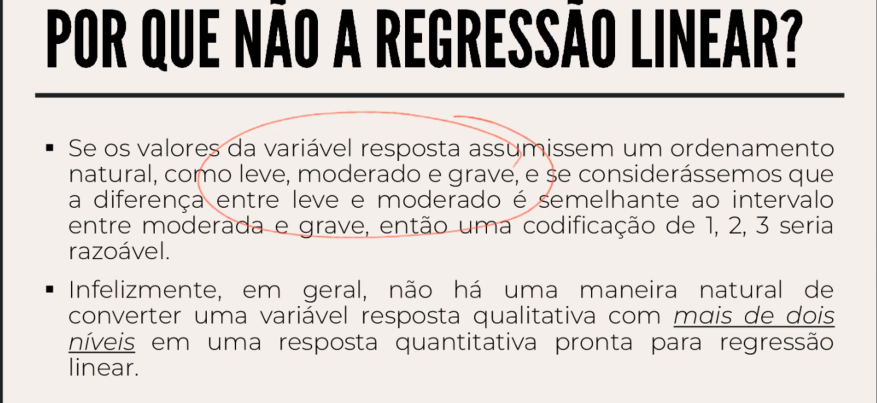 POR QUE NÃO A REGRESSÃO LINEAR?
▪ Se os valores da variável resposta assumissem um ordenamento
natural, como leve, moderado e grave, e se considerássemos que
a diferença entre leve e moderado é semelhante ao intervalo
entre moderada e grave, então uma codificação de 1, 2, 3 seria
razoável.
▪ Infelizmente, em geral, não há uma maneira natural de
converter uma variável resposta qualitativa com mais de dois
níveis em uma resposta quantitativa pronta para regressão
linear.